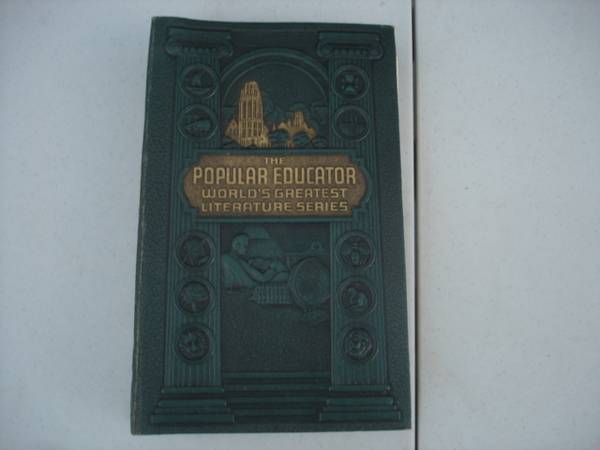 THE
POPULAR EDUCATOR
WORLD'S GREATEST
LITERATURE SERIES